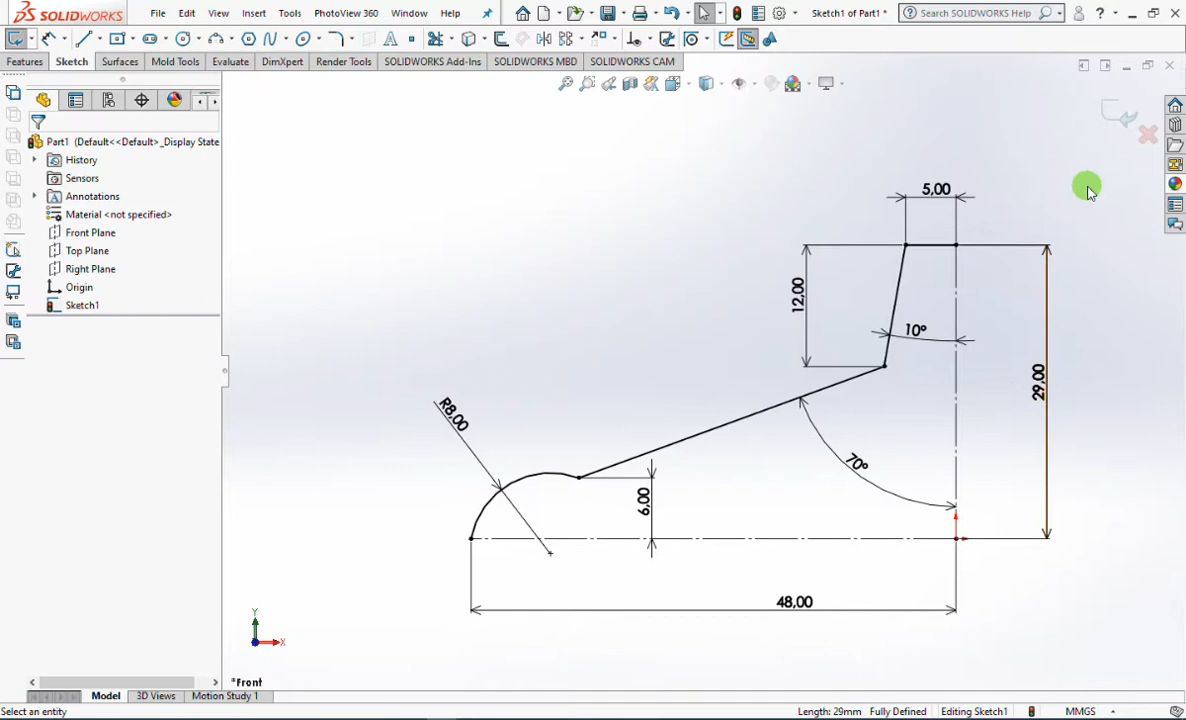 SOLIDWORKS File Edit View Insert Tools PhotoView 360 Window Help Sketch1 of Part1 * Search SOLIDWORKS Help
Features Sketch Surfaces Mold Tools Evaluate DimXpert Render Tools SOLIDWORKS Add-Ins SOLIDWORKS MBD SOLIDWORKS CAM
Part1 (Default<<Default>_Display State
History
Sensors
Annotations
Material <not specified>
Front Plane
Top Plane
Right Plane
Origin
Sketch1
5,00
12,00
10°
29,00
R8,00
70°
6,00
48,00
Y
X
*Front
Model 3D Views Motion Study 1
Select an entity Length: 29mm Fully Defined Editing Sketch1 MMGS